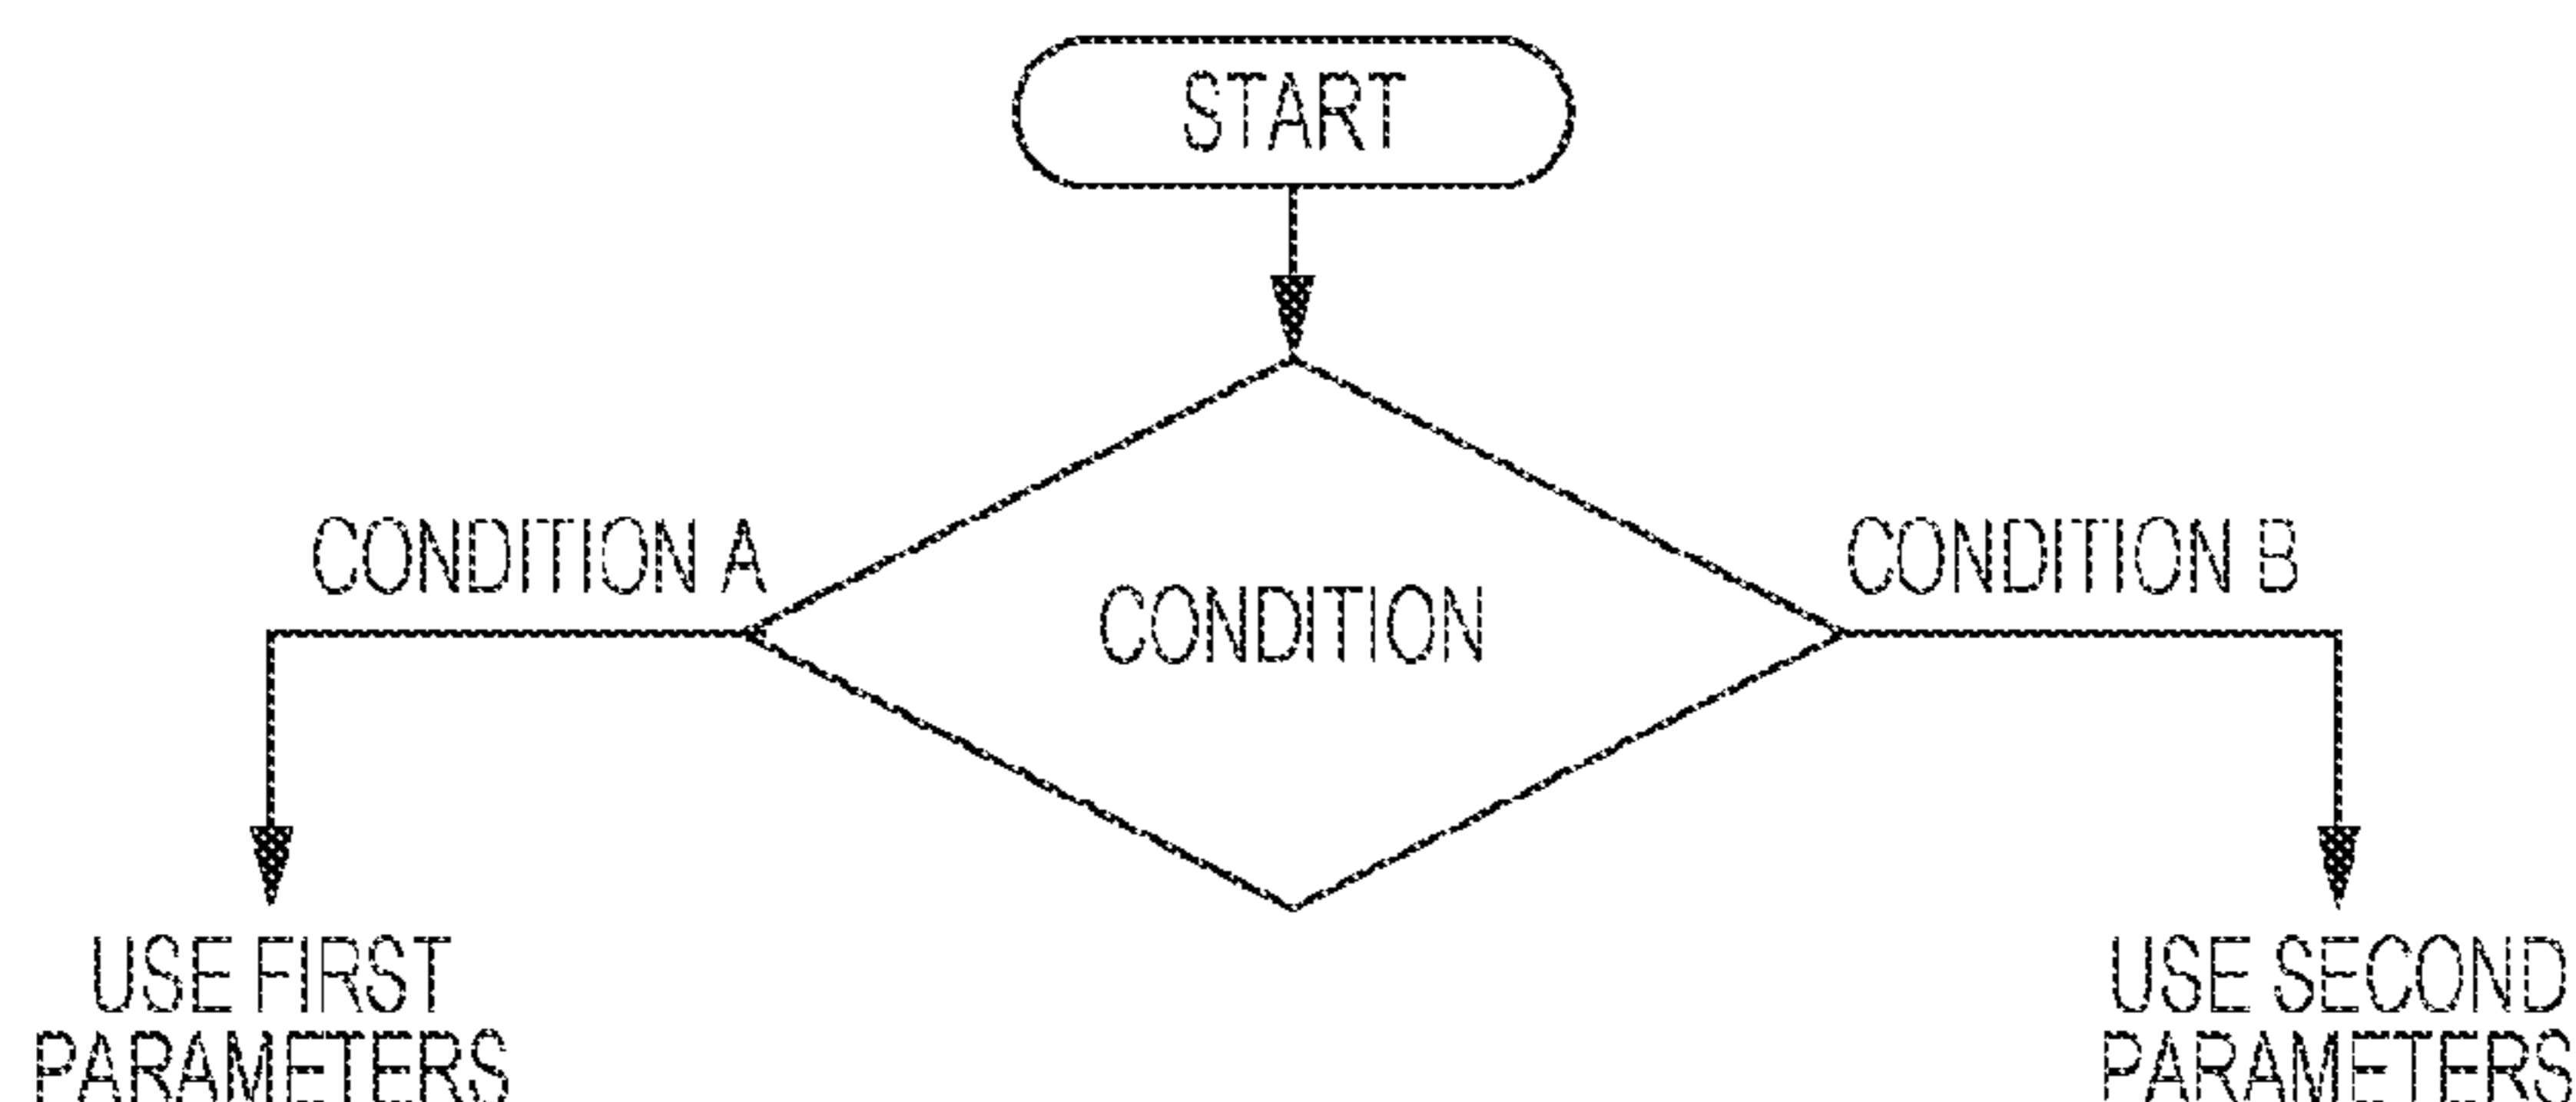 START
CONDITION A
CONDITION
CONDITION B
USE FIRST
PARAMETERS
USE SECOND
PARAMETERS